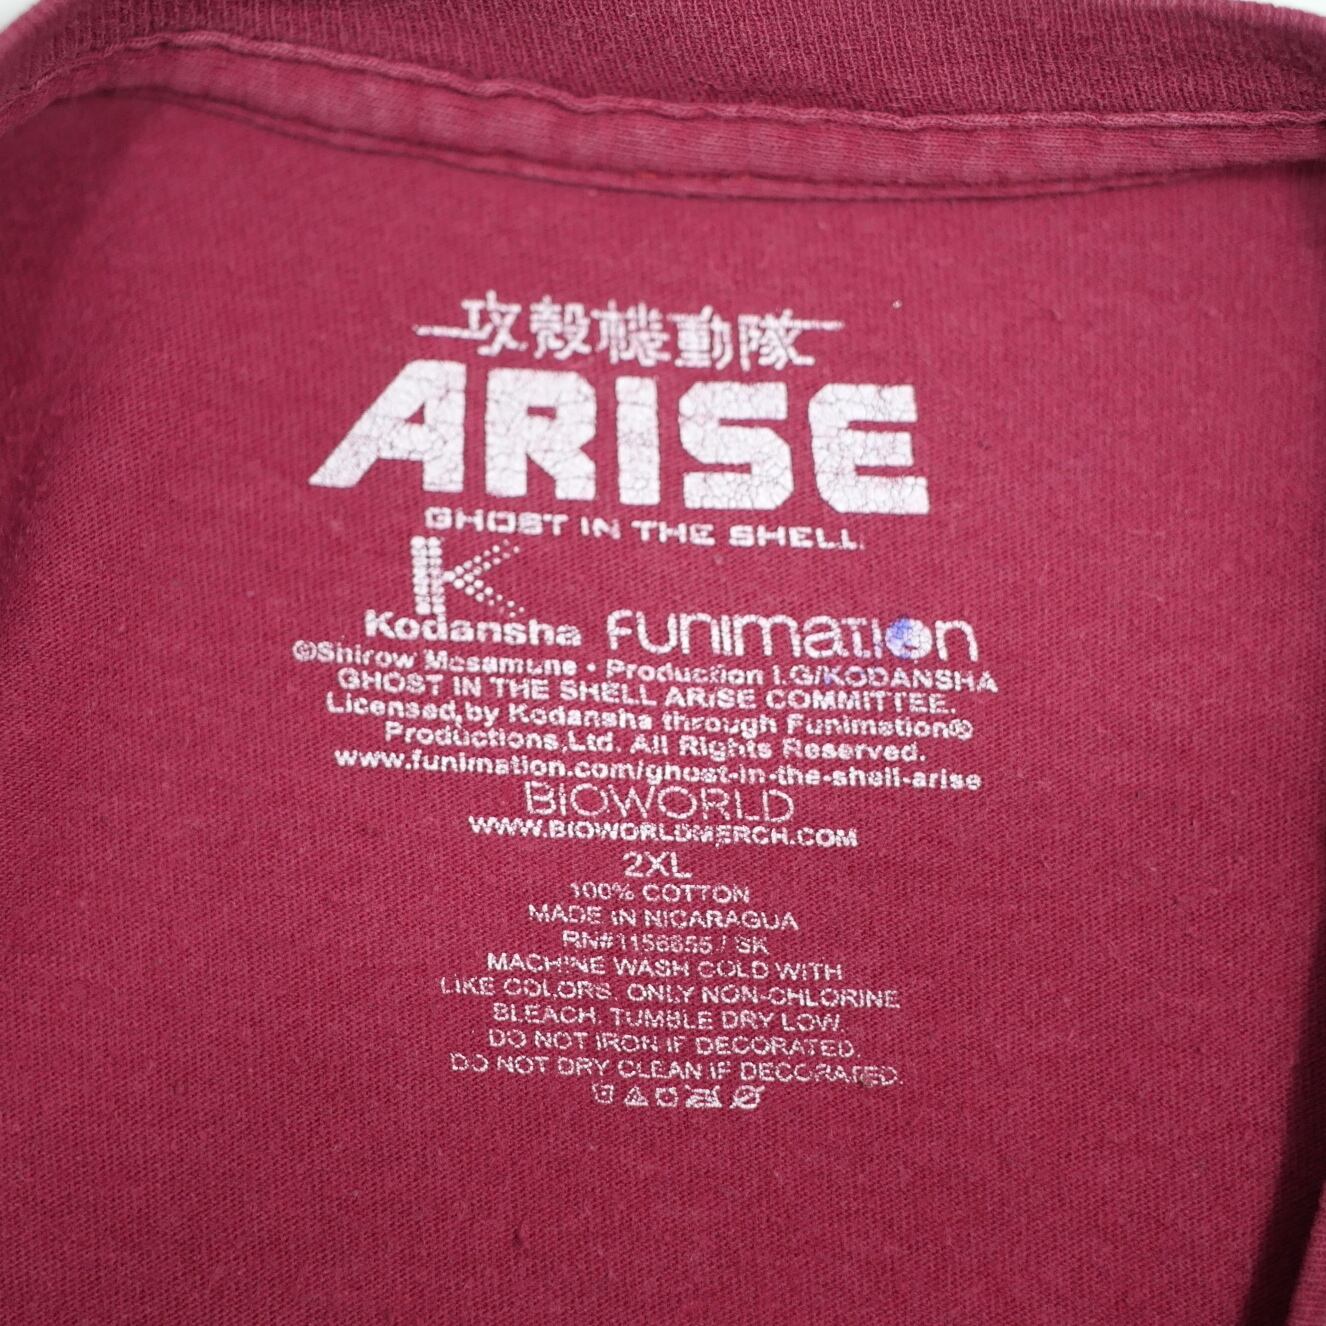 攻殻機動隊
ARISE
GHOST IN THE SHELL
K
Kodansha funimation
©Shirow Masamune • Production I.G/KODANSHA
GHOST IN THE SHELL ARISE COMMITTEE.
Licensed by Kodansha through Funimation®
Productions,Ltd. All Rights Reserved.
www.funimation.com/ghost-in-the-shell-arise
BIOWORLD
WWW.BIOWORLDMERCH.COM
2XL
100% COTTON
MADE IN NICARAGUA
RN# / SK
MACHINE WASH COLD WITH
LIKE COLORS. ONLY NON-CHLORINE
BLEACH. TUMBLE DRY LOW.
DO NOT IRON IF DECORATED.
DO NOT DRY CLEAN IF DECORATED.